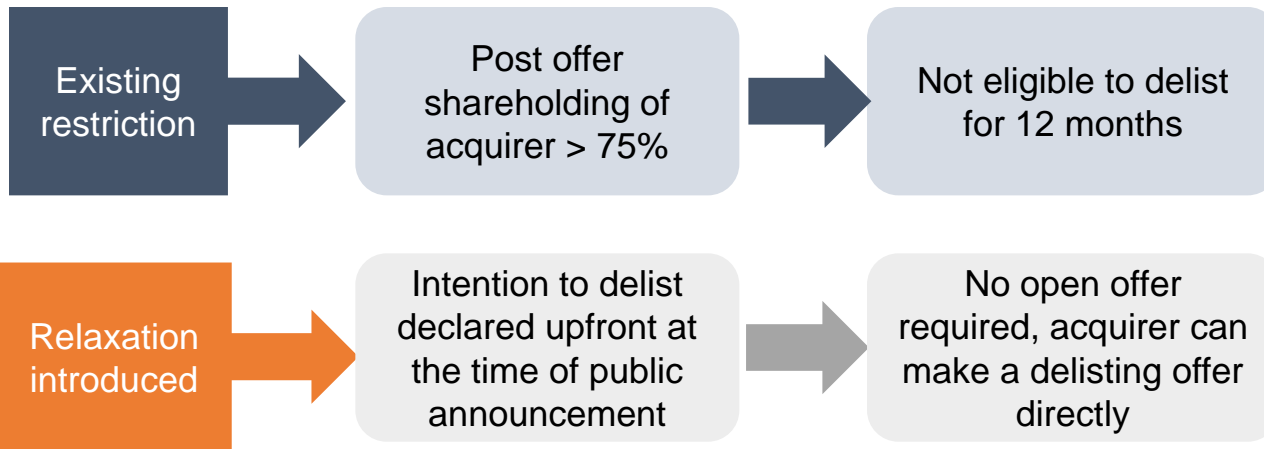 Existing
restriction
Post offer
shareholding of
acquirer > 75%
Not eligible to delist
for 12 months
Relaxation
introduced
Intention to delist
declared upfront at
the time of public
announcement
No open offer
required, acquirer can
make a delisting offer
directly